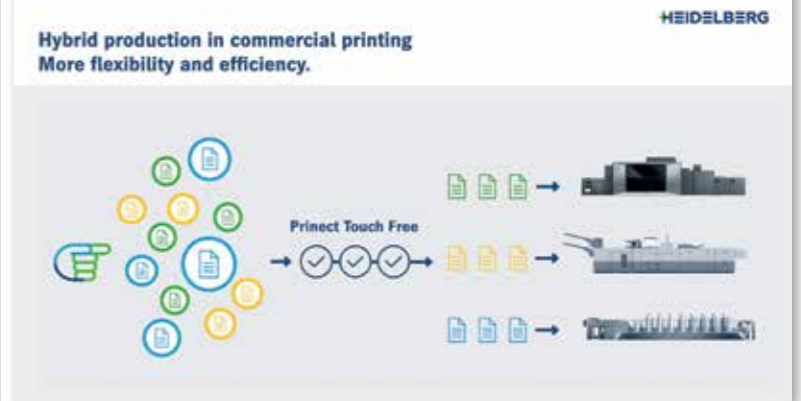 HEIDELBERG
Hybrid production in commercial printing
More flexibility and efficiency.
Prinect Touch Free